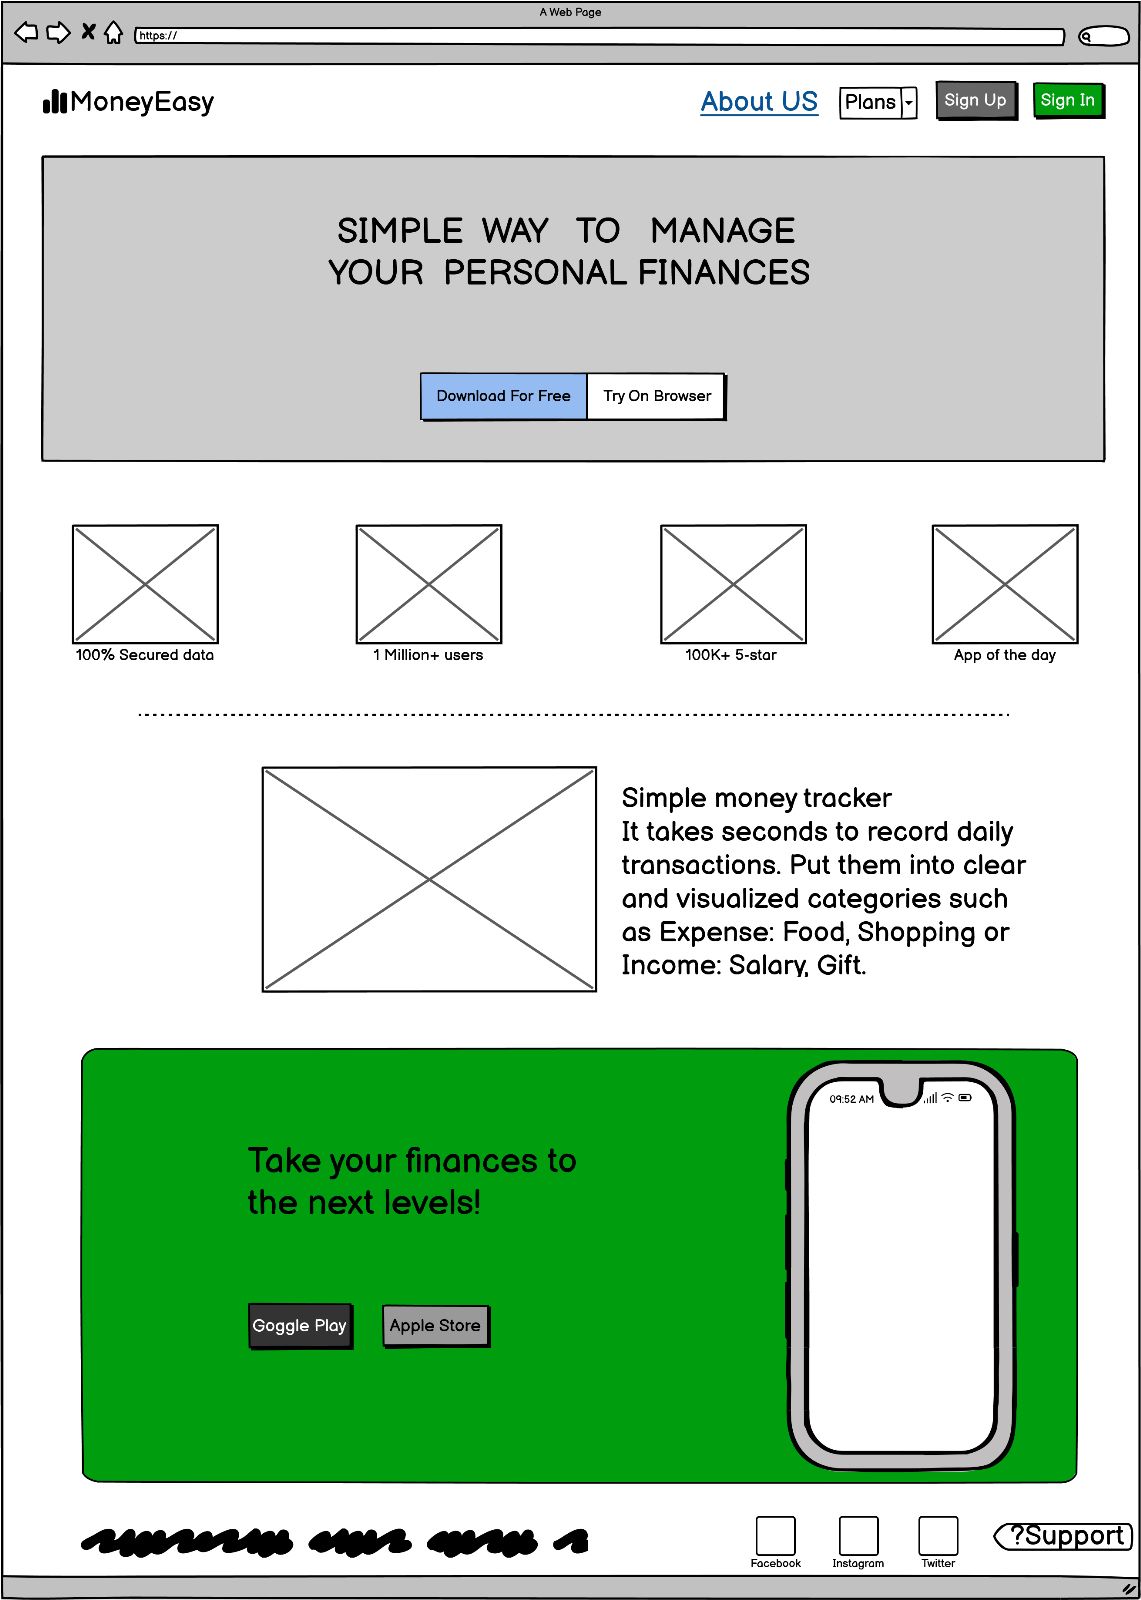 A Web Page
https://
MoneyEasy
About US
Plans
Sign Up
Sign In
SIMPLE WAY TO MANAGE
YOUR PERSONAL FINANCES
Download For Free
Try On Browser
100% Secured data
1 Million+ users
100K+ 5-star
App of the day
Simple money tracker
It takes seconds to record daily
transactions. Put them into clear
and visualized categories such
as Expense: Food, Shopping or
Income: Salary, Gift.
09:52 AM
Take your finances to
the next levels!
Goggle Play
Apple Store
Facebook
Instagram
Twitter
?Support